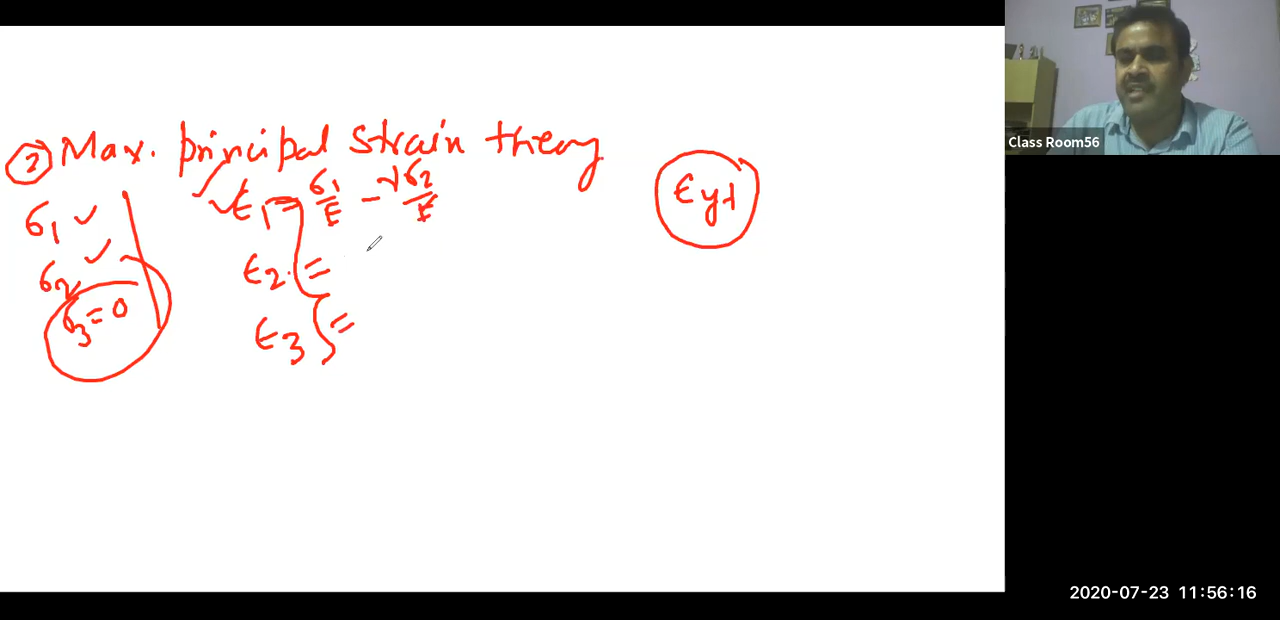 ② Max. principal strain theory
σ1 ✓
σ2 ✓
σ3 = 0
✓ ϵ1 = σ1/E - νσ2/E
ϵ2 =
ϵ3 =
ϵyt
Class Room56
2020-07-23 11:56:16